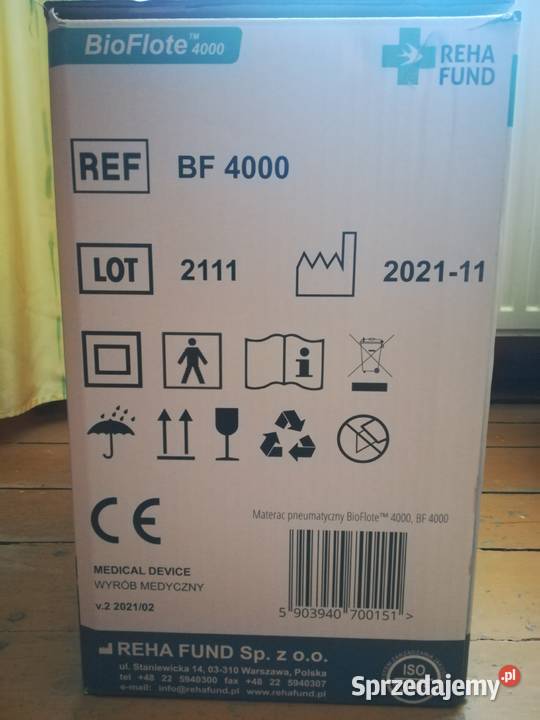 BioFlote™ 4000
REHA
FUND
REF BF 4000
LOT 2111 2021-11
i
CE
Materac pneumatyczny BioFlote™ 4000, BF 4000
5 903940 700151 >
MEDICAL DEVICE
WYRÓB MEDYCZNY
v.2 2021/02
REHA FUND Sp. z o.o.
ul. Staniewicka 14, 03-310 Warszawa, Polska
tel +48 22 5940300 fax +48 22 5940307
e-mail: info@rehafund.pl www.rehafund.pl
ISO
Sprzedajemy.pl